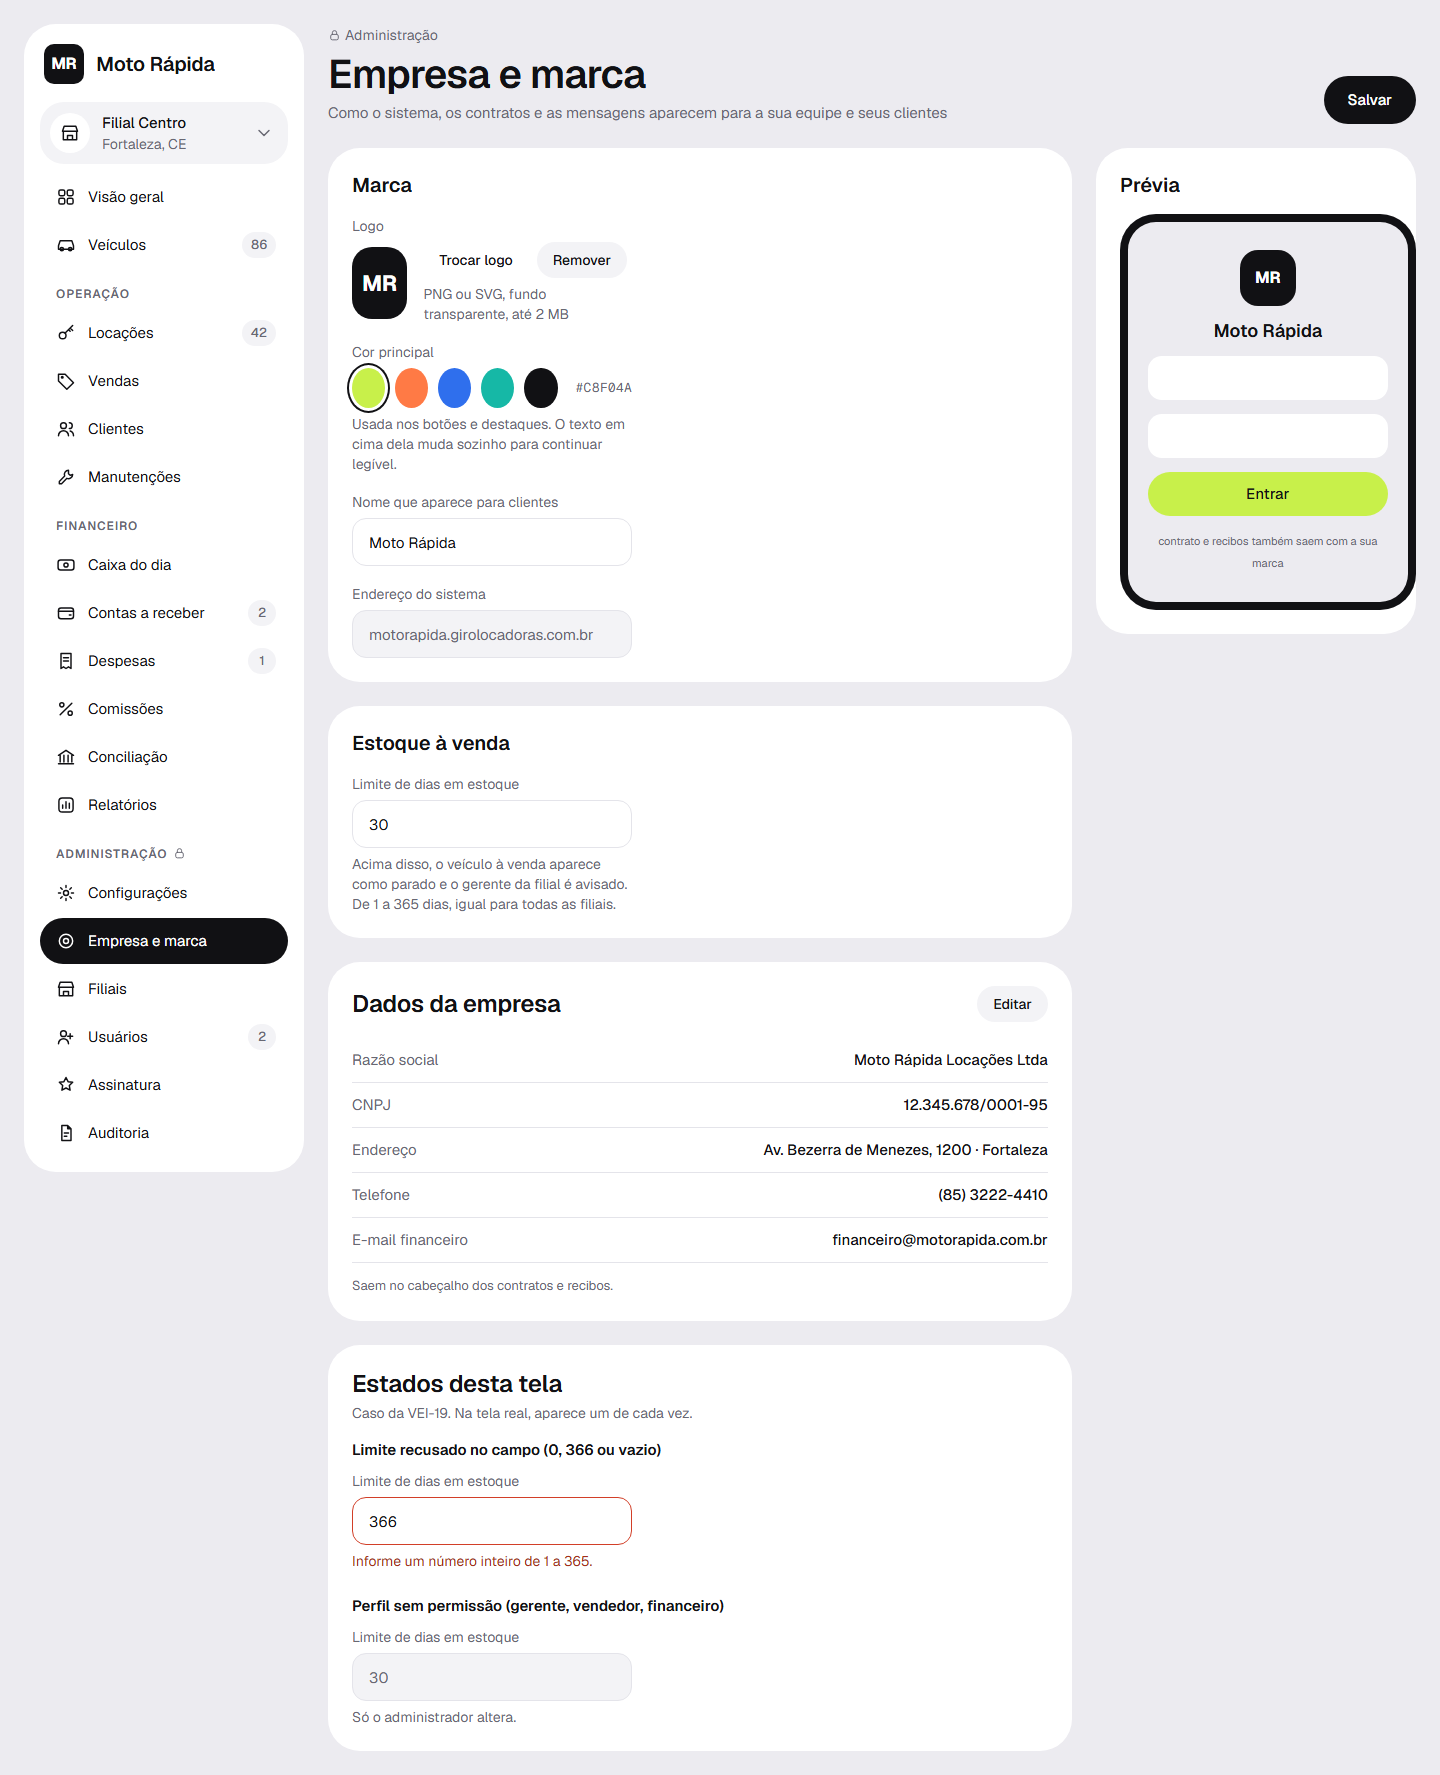 MR
Moto Rápida
Filial Centro
Fortaleza, CE
Visão geral
Veículos 86
OPERAÇÃO
Locações 42
Vendas
Clientes
Manutenções
FINANCEIRO
Caixa do dia
Contas a receber 2
Despesas 1
Comissões
Conciliação
Relatórios
ADMINISTRAÇÃO
Configurações
Empresa e marca
Filiais
Usuários 2
Assinatura
Auditoria
Administração
Empresa e marca
Como o sistema, os contratos e as mensagens aparecem para a sua equipe e seus clientes
Salvar
Marca
Logo
MR
Trocar logo
Remover
PNG ou SVG, fundo
transparente, até 2 MB
Cor principal
#C8F04A
Usada nos botões e destaques. O texto em
cima dela muda sozinho para continuar
legível.
Nome que aparece para clientes
Moto Rápida
Endereço do sistema
motorapida.girolocadoras.com.br
Prévia
MR
Moto Rápida
Entrar
contrato e recibos também saem com a sua
marca
Estoque à venda
Limite de dias em estoque
30
Acima disso, o veículo à venda aparece
como parado e o gerente da filial é avisado.
De 1 a 365 dias, igual para todas as filiais.
Dados da empresa
Editar
Razão social Moto Rápida Locações Ltda
CNPJ 12.345.678/0001-95
Endereço Av. Bezerra de Menezes, 1200 · Fortaleza
Telefone (85) 3222-4410
E-mail financeiro financeiro@motorapida.com.br
Saem no cabeçalho dos contratos e recibos.
Estados desta tela
Caso da VEI-19. Na tela real, aparece um de cada vez.
Limite recusado no campo (0, 366 ou vazio)
Limite de dias em estoque
366
Informe um número inteiro de 1 a 365.
Perfil sem permissão (gerente, vendedor, financeiro)
Limite de dias em estoque
30
Só o administrador altera.